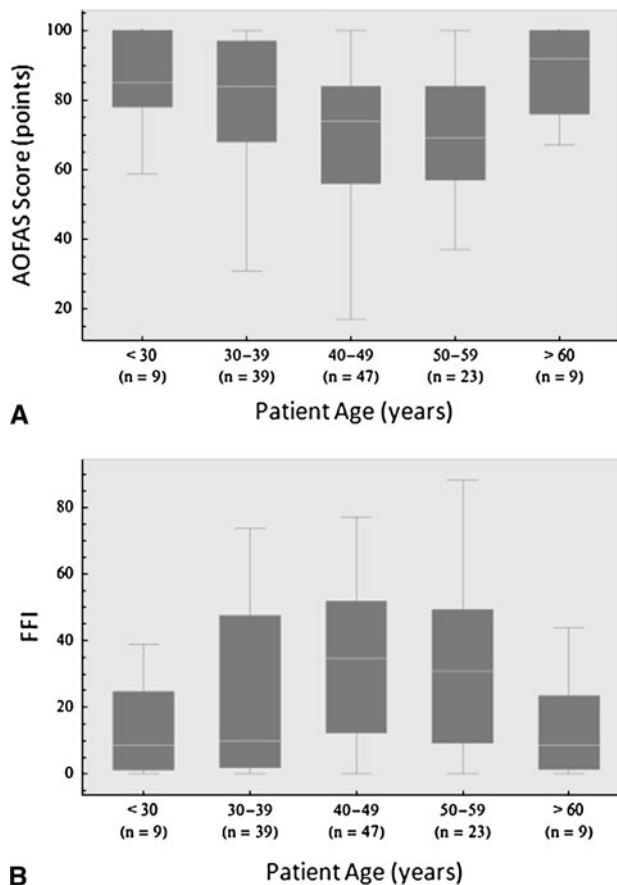 100
80
60
40
20
AOFAS Score (points)
< 30 30–39 40–49 50–59 > 60
(n = 9) (n = 39) (n = 47) (n = 23) (n = 9)
Patient Age (years)
A
80
60
40
20
0
FFI
< 30 30–39 40–49 50–59 > 60
(n = 9) (n = 39) (n = 47) (n = 23) (n = 9)
Patient Age (years)
B